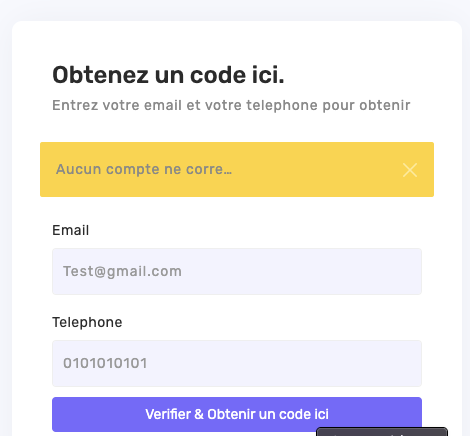 Obtenez un code ici.
Entrez votre email et votre telephone pour obtenir
Aucun compte ne corre…
Email
Test@gmail.com
Telephone
0101010101
Verifier & Obtenir un code ici